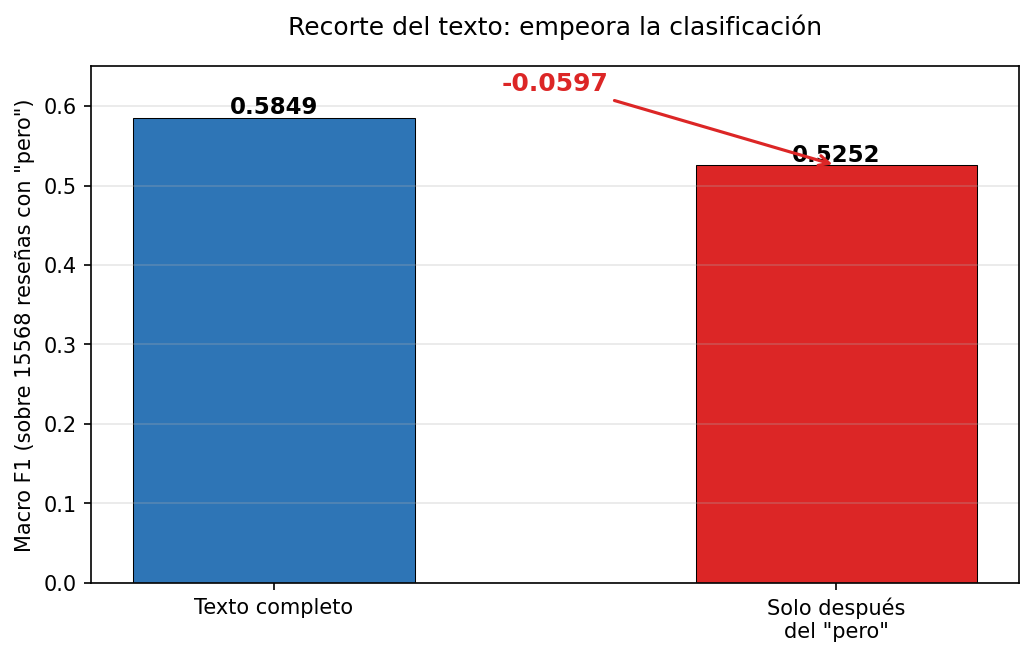 Recorte del texto: empeora la clasificación
Macro F1 (sobre 15568 reseñas con "pero")
0.6
0.5
0.4
0.3
0.2
0.1
0.0
-0.0597
0.5849
0.5252
Texto completo
Solo después
del "pero"